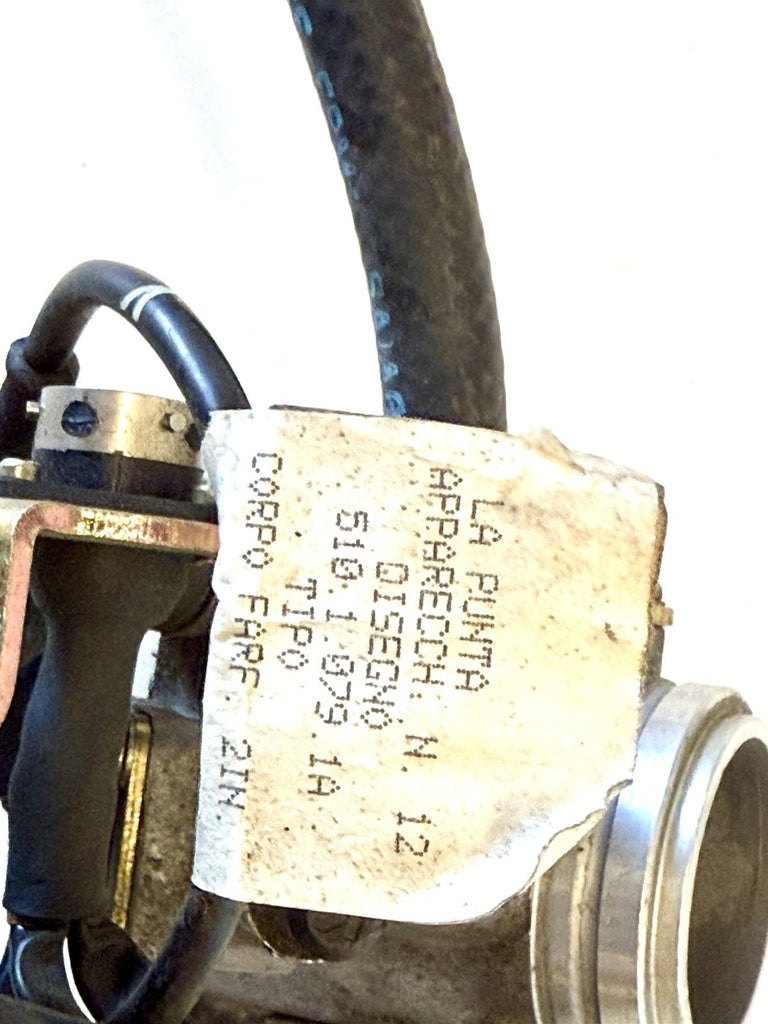 LA PUNTA
APPARECCH. N. 12
DISEGNO
510.1.079.1A
TIPO
CORPO FARF. 2IN.